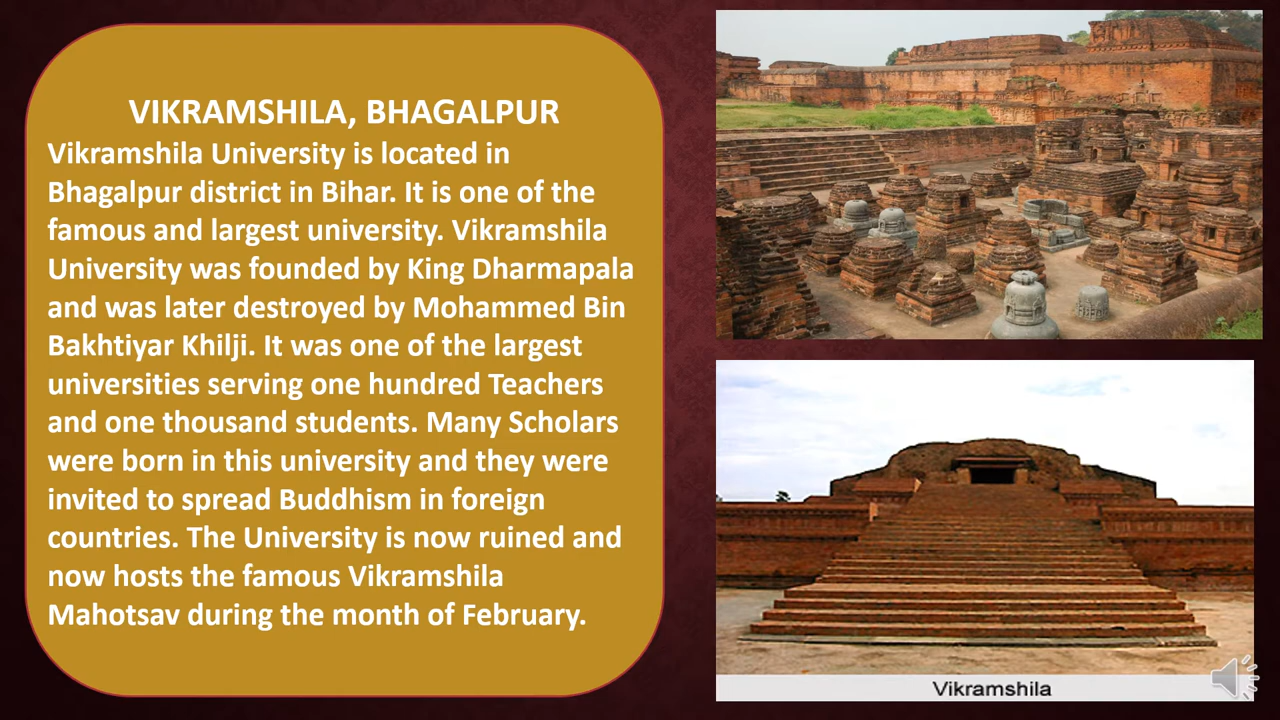 VIKRAMSHILA, BHAGALPUR
Vikramshila University is located in
Bhagalpur district in Bihar. It is one of the
famous and largest university. Vikramshila
University was founded by King Dharmapala
and was later destroyed by Mohammed Bin
Bakhtiyar Khilji. It was one of the largest
universities serving one hundred Teachers
and one thousand students. Many Scholars
were born in this university and they were
invited to spread Buddhism in foreign
countries. The University is now ruined and
now hosts the famous Vikramshila
Mahotsav during the month of February.
Vikramshila